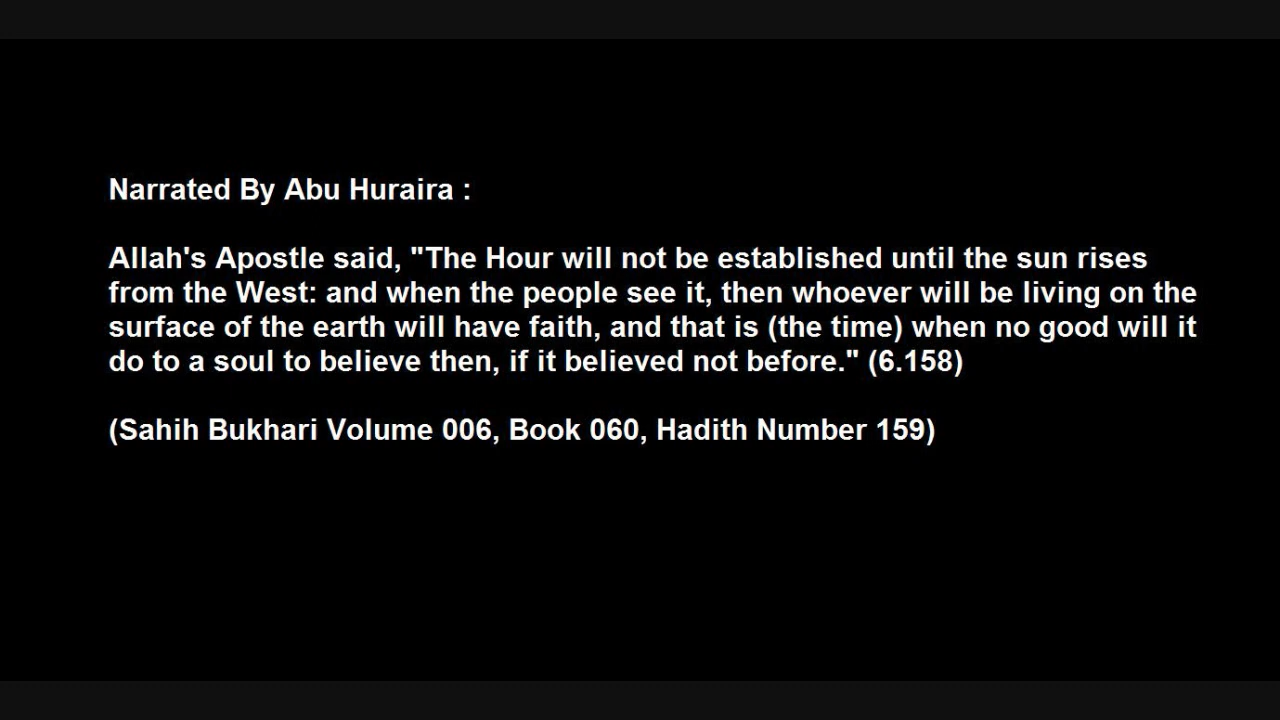 Narrated By Abu Huraira :
Allah's Apostle said, "The Hour will not be established until the sun rises
from the West: and when the people see it, then whoever will be living on the
surface of the earth will have faith, and that is (the time) when no good will it
do to a soul to believe then, if it believed not before." (6.158)
(Sahih Bukhari Volume 006, Book 060, Hadith Number 159)